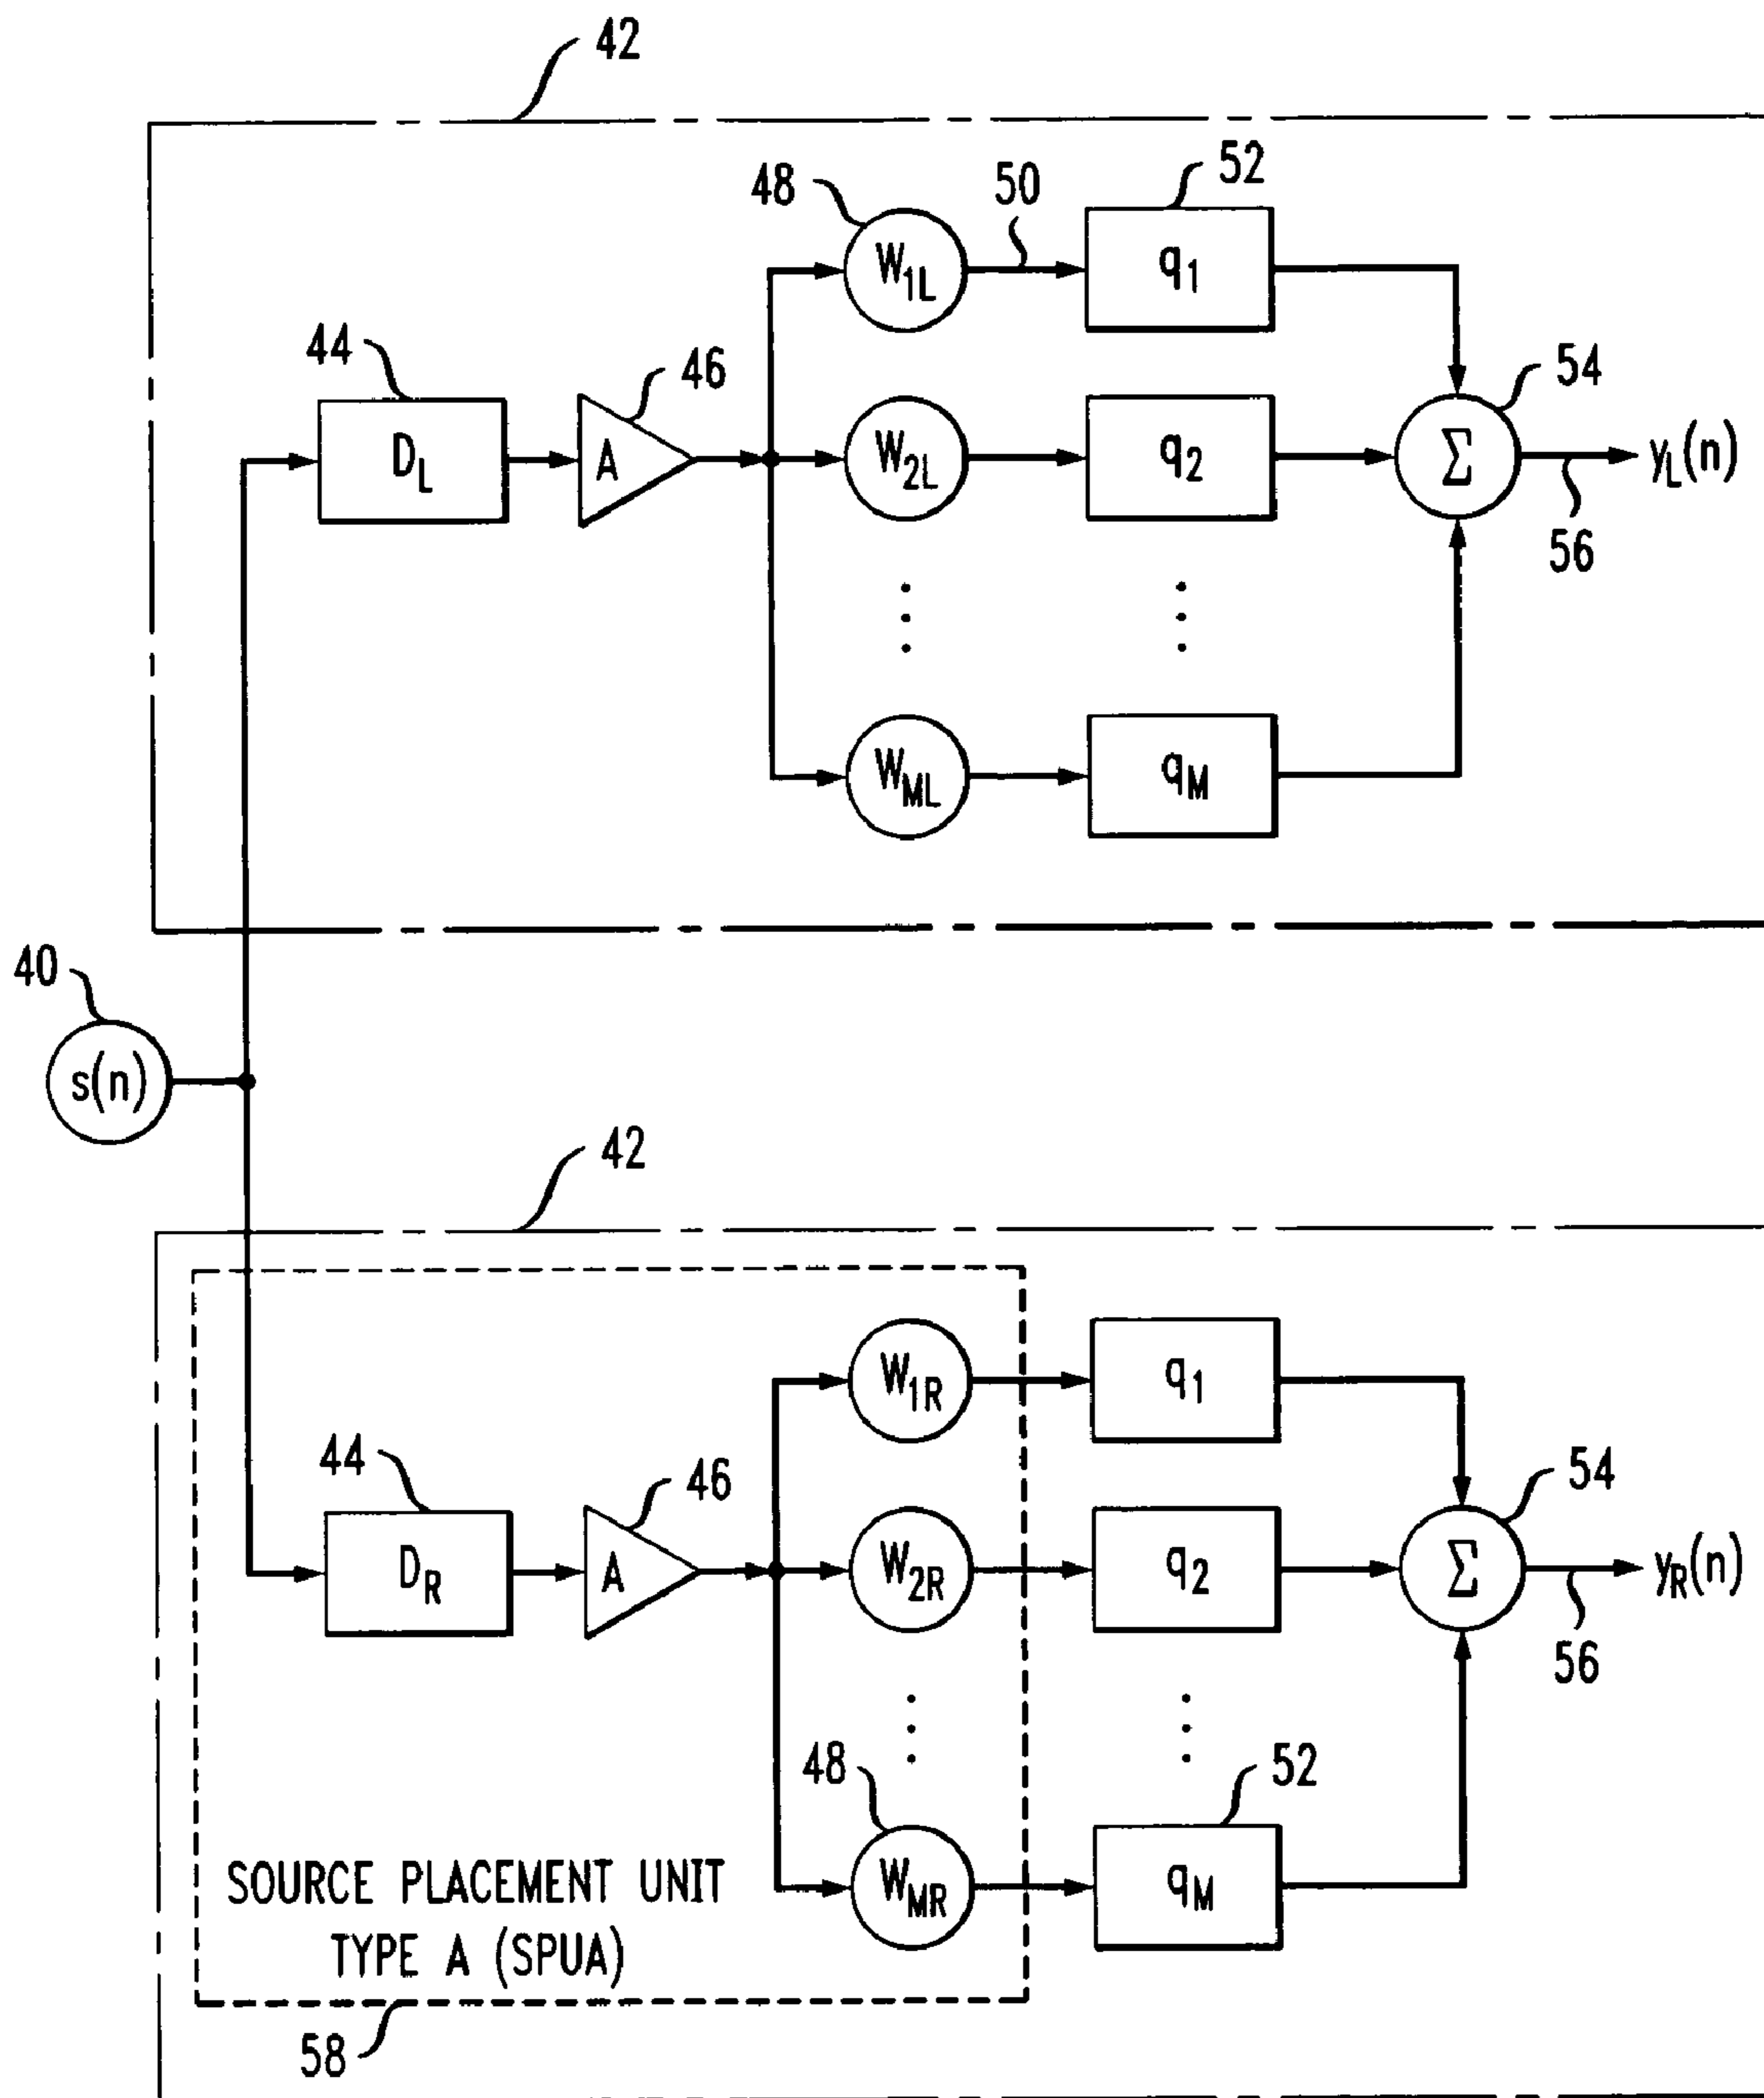 42
48
50
52
W1L
q1
44
46
54
DL
A
W2L
q2
Σ
yL(n)
56
WML
qM
40
s(n)
42
W1R
q1
44
46
54
DR
A
W2R
q2
Σ
yR(n)
56
48
52
SOURCE PLACEMENT UNIT
TYPE A (SPUA)
WMR
qM
58